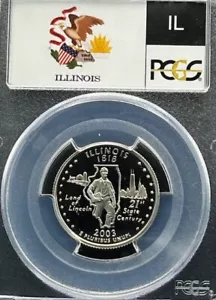 ILLINOIS
IL
PCGS
ILLINOIS
1818
Land of Lincoln
21st State Century
2003
E PLURIBUS UNUM